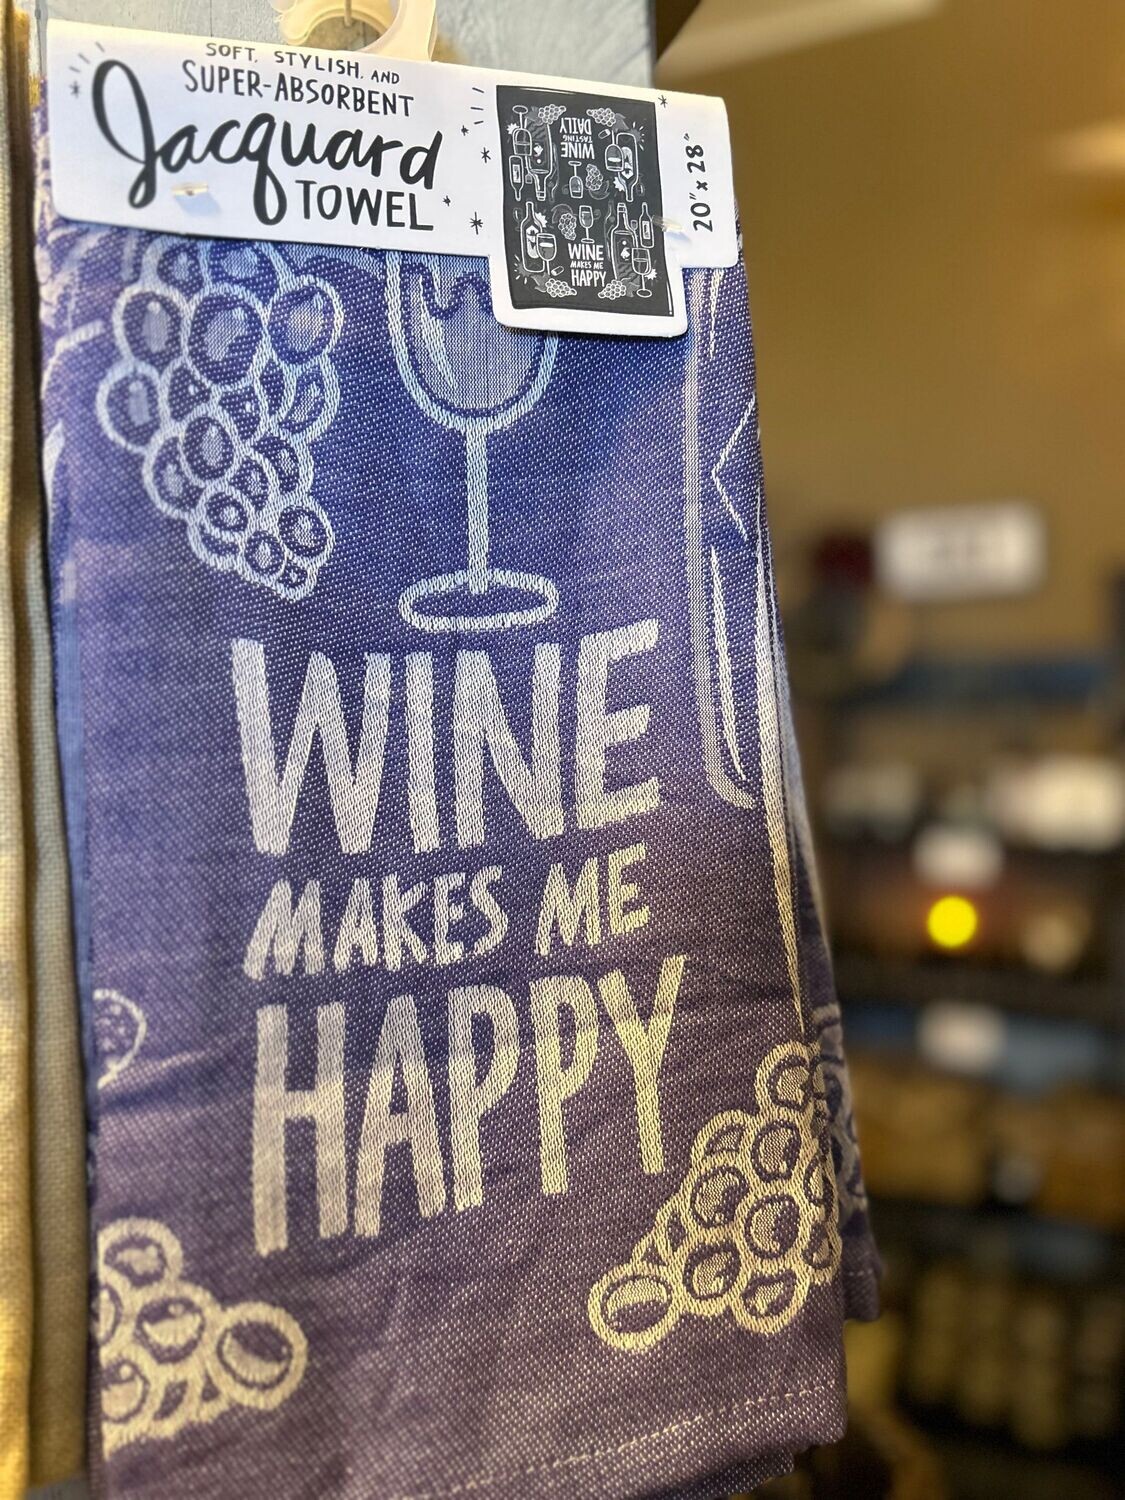 SOFT, STYLISH, AND
SUPER-ABSORBENT
Jacquard
TOWEL
WINE
TASTING
DAILY
WINE
MAKES ME
HAPPY
20" x 28"
WINE
MAKES ME
HAPPY